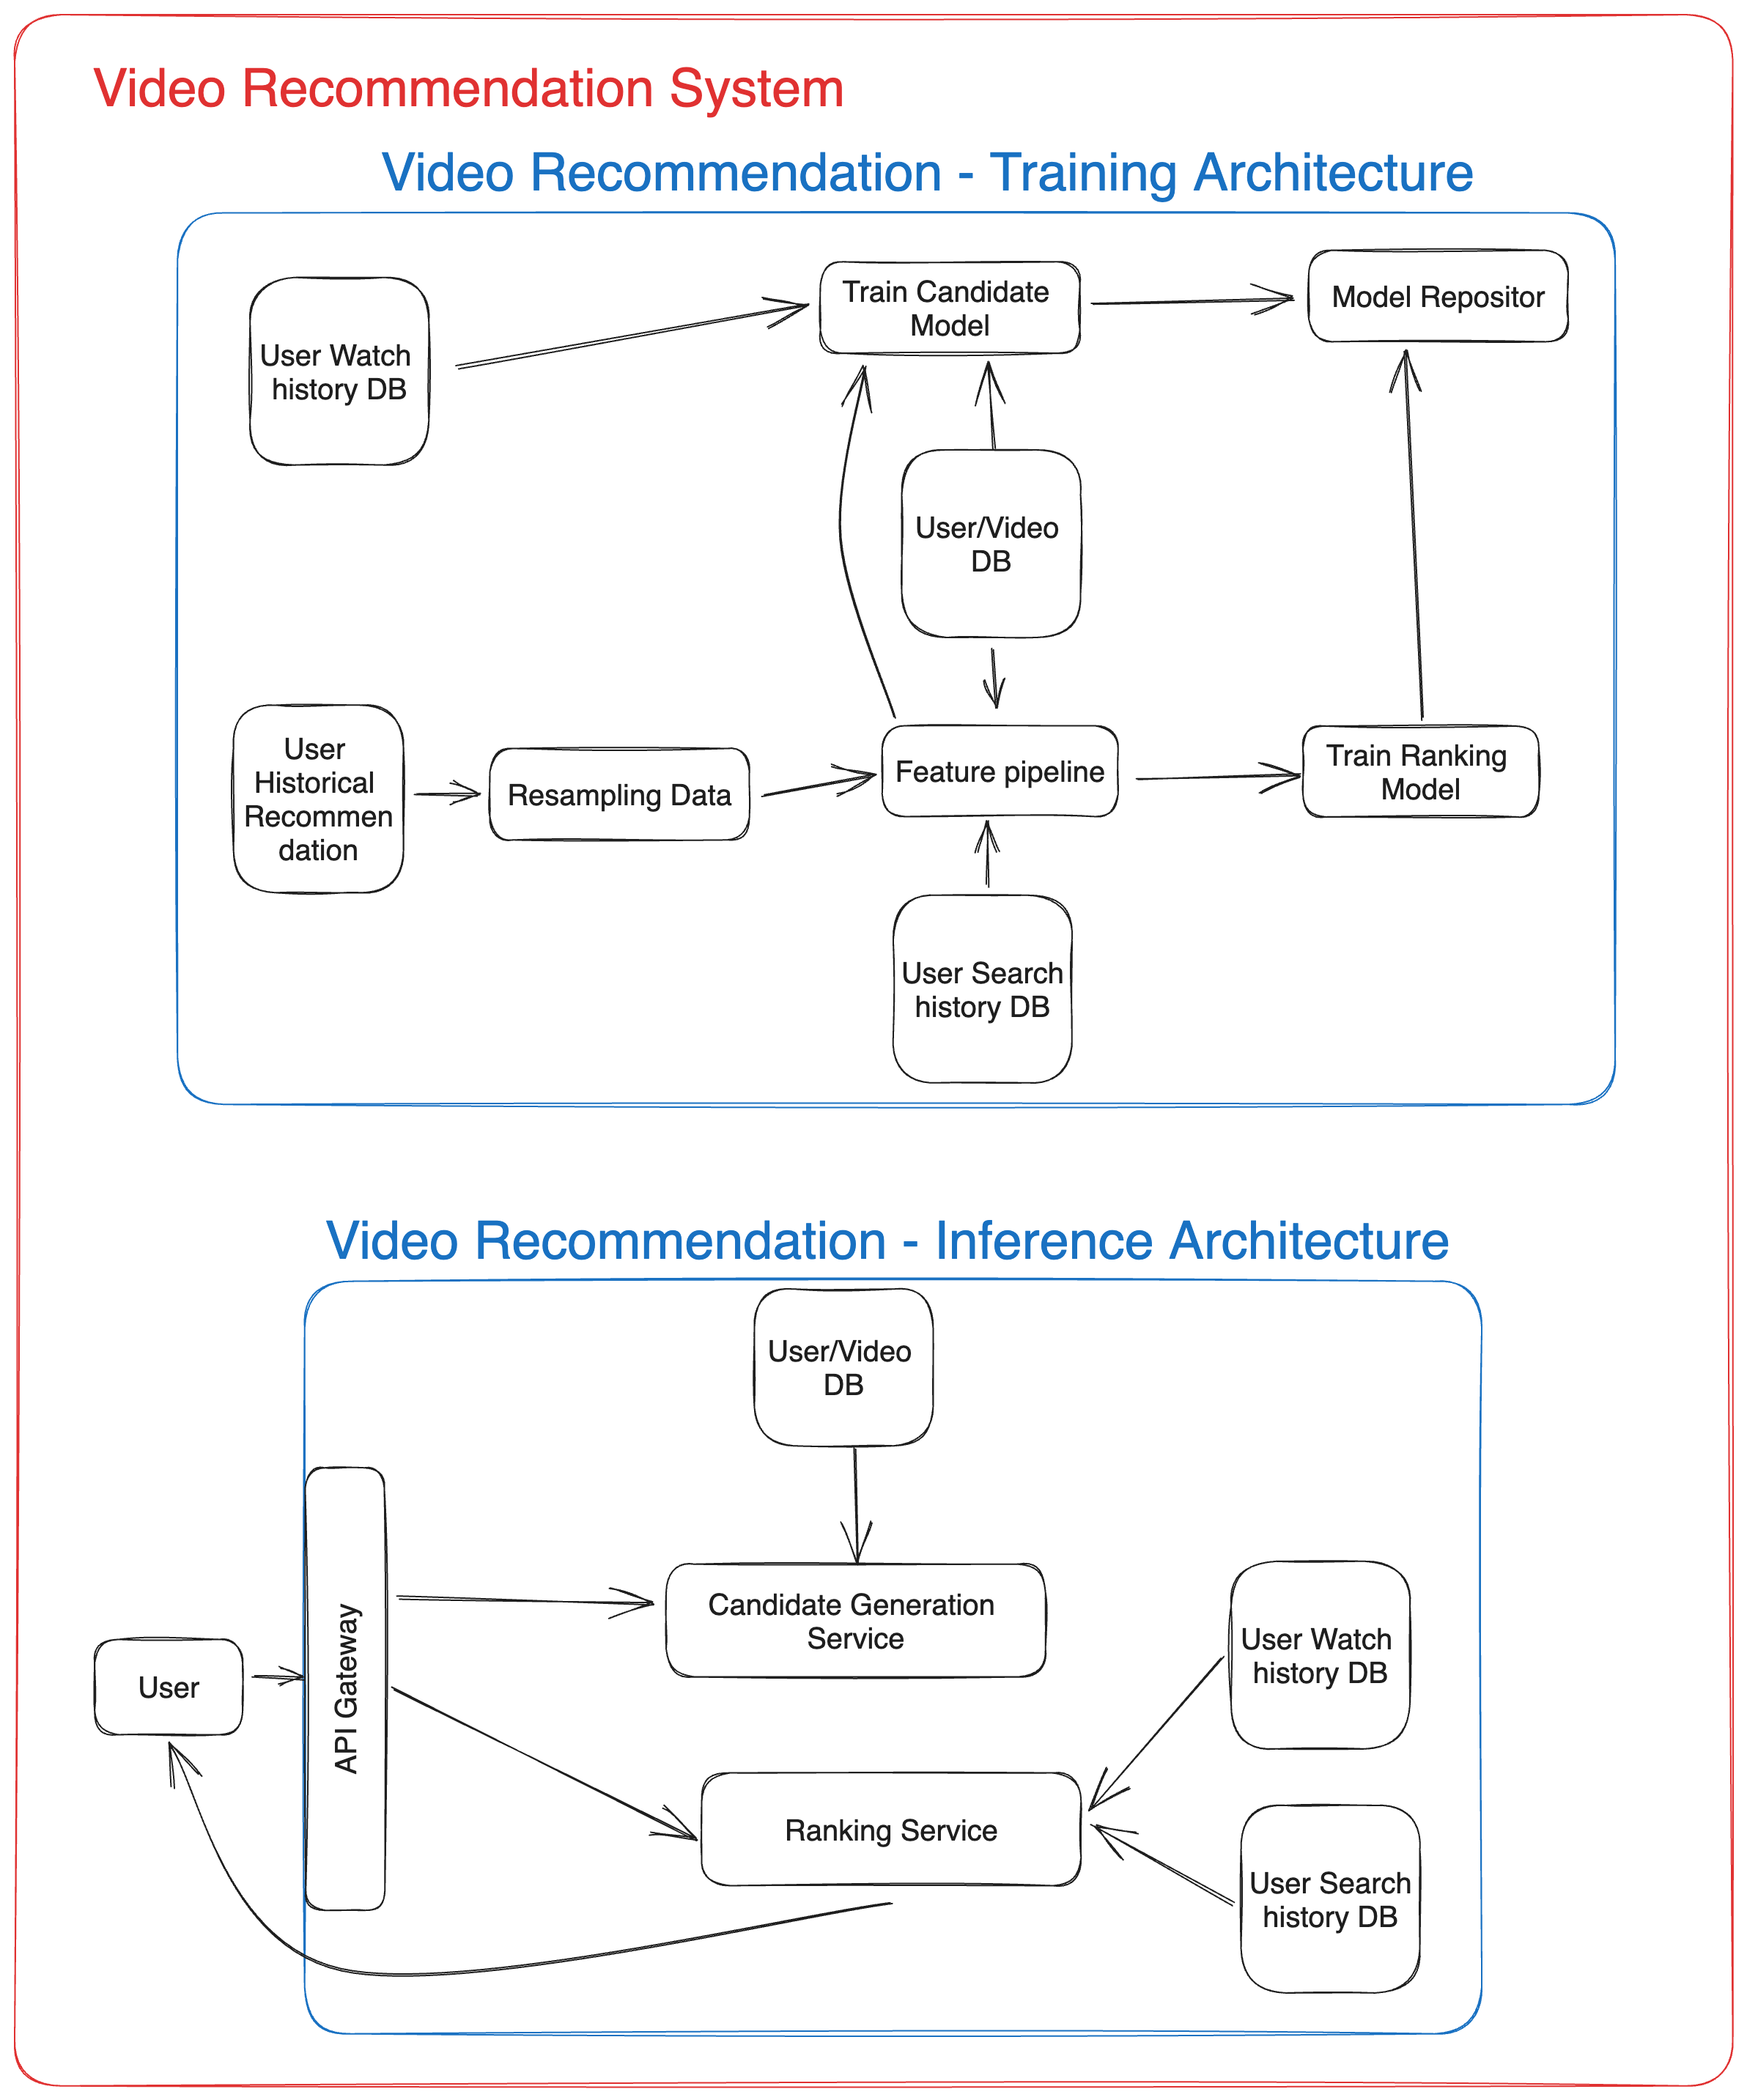 Video Recommendation System
Video Recommendation - Training Architecture
User Watch
history DB
Train Candidate
Model
Model Repositor
User/Video
DB
User
Historical
Recommen
dation
Resampling Data
Feature pipeline
Train Ranking
Model
User Search
history DB
Video Recommendation - Inference Architecture
User/Video
DB
API Gateway
Candidate Generation
Service
User
User Watch
history DB
Ranking Service
User Search
history DB